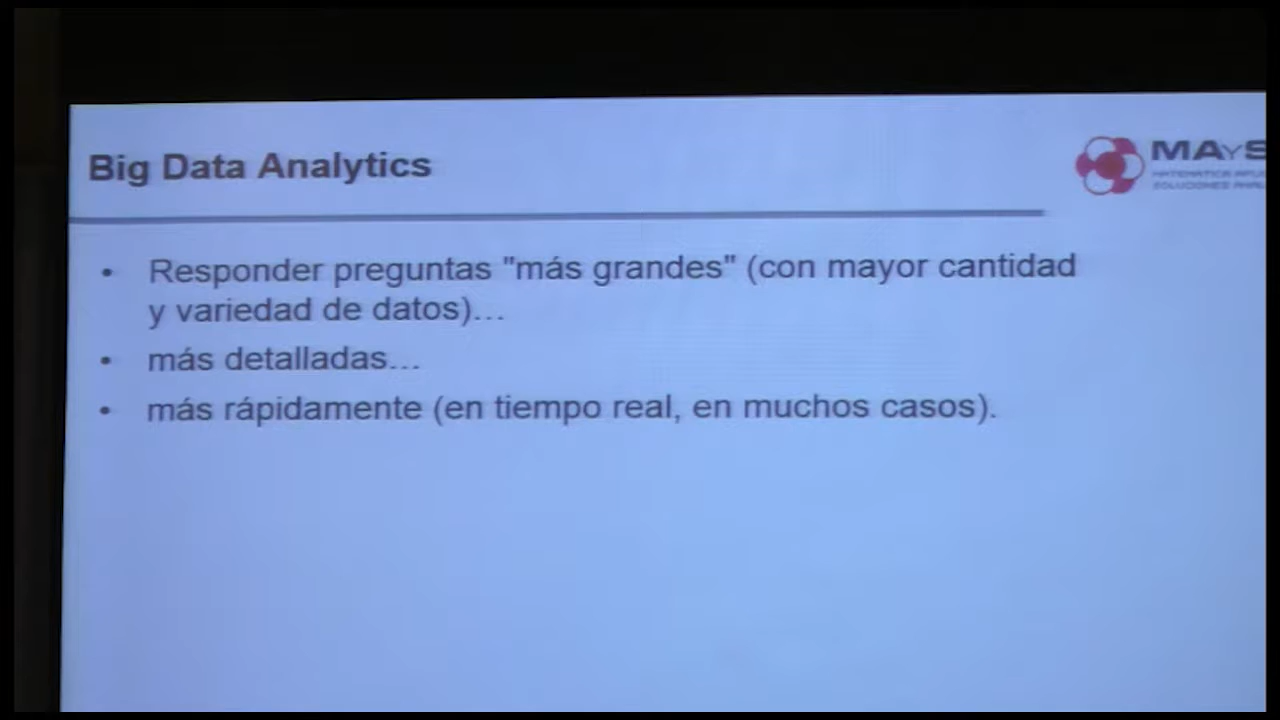 Big Data Analytics
MAyS
• Responder preguntas "más grandes" (con mayor cantidad
y variedad de datos)…
• más detalladas…
• más rápidamente (en tiempo real, en muchos casos).